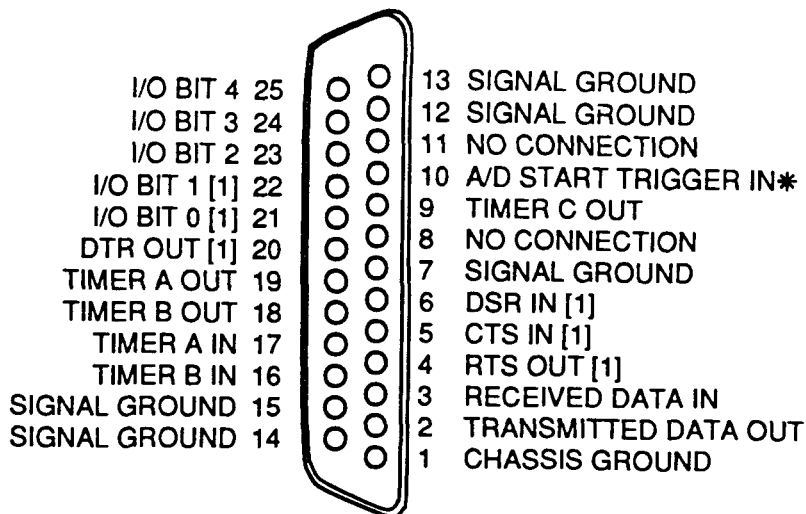 I/O BIT 4 25
I/O BIT 3 24
I/O BIT 2 23
I/O BIT 1 [1] 22
I/O BIT 0 [1] 21
DTR OUT [1] 20
TIMER A OUT 19
TIMER B OUT 18
TIMER A IN 17
TIMER B IN 16
SIGNAL GROUND 15
SIGNAL GROUND 14
13 SIGNAL GROUND
12 SIGNAL GROUND
11 NO CONNECTION
10 A/D START TRIGGER IN*
9 TIMER C OUT
8 NO CONNECTION
7 SIGNAL GROUND
6 DSR IN [1]
5 CTS IN [1]
4 RTS OUT [1]
3 RECEIVED DATA IN
2 TRANSMITTED DATA OUT
1 CHASSIS GROUND